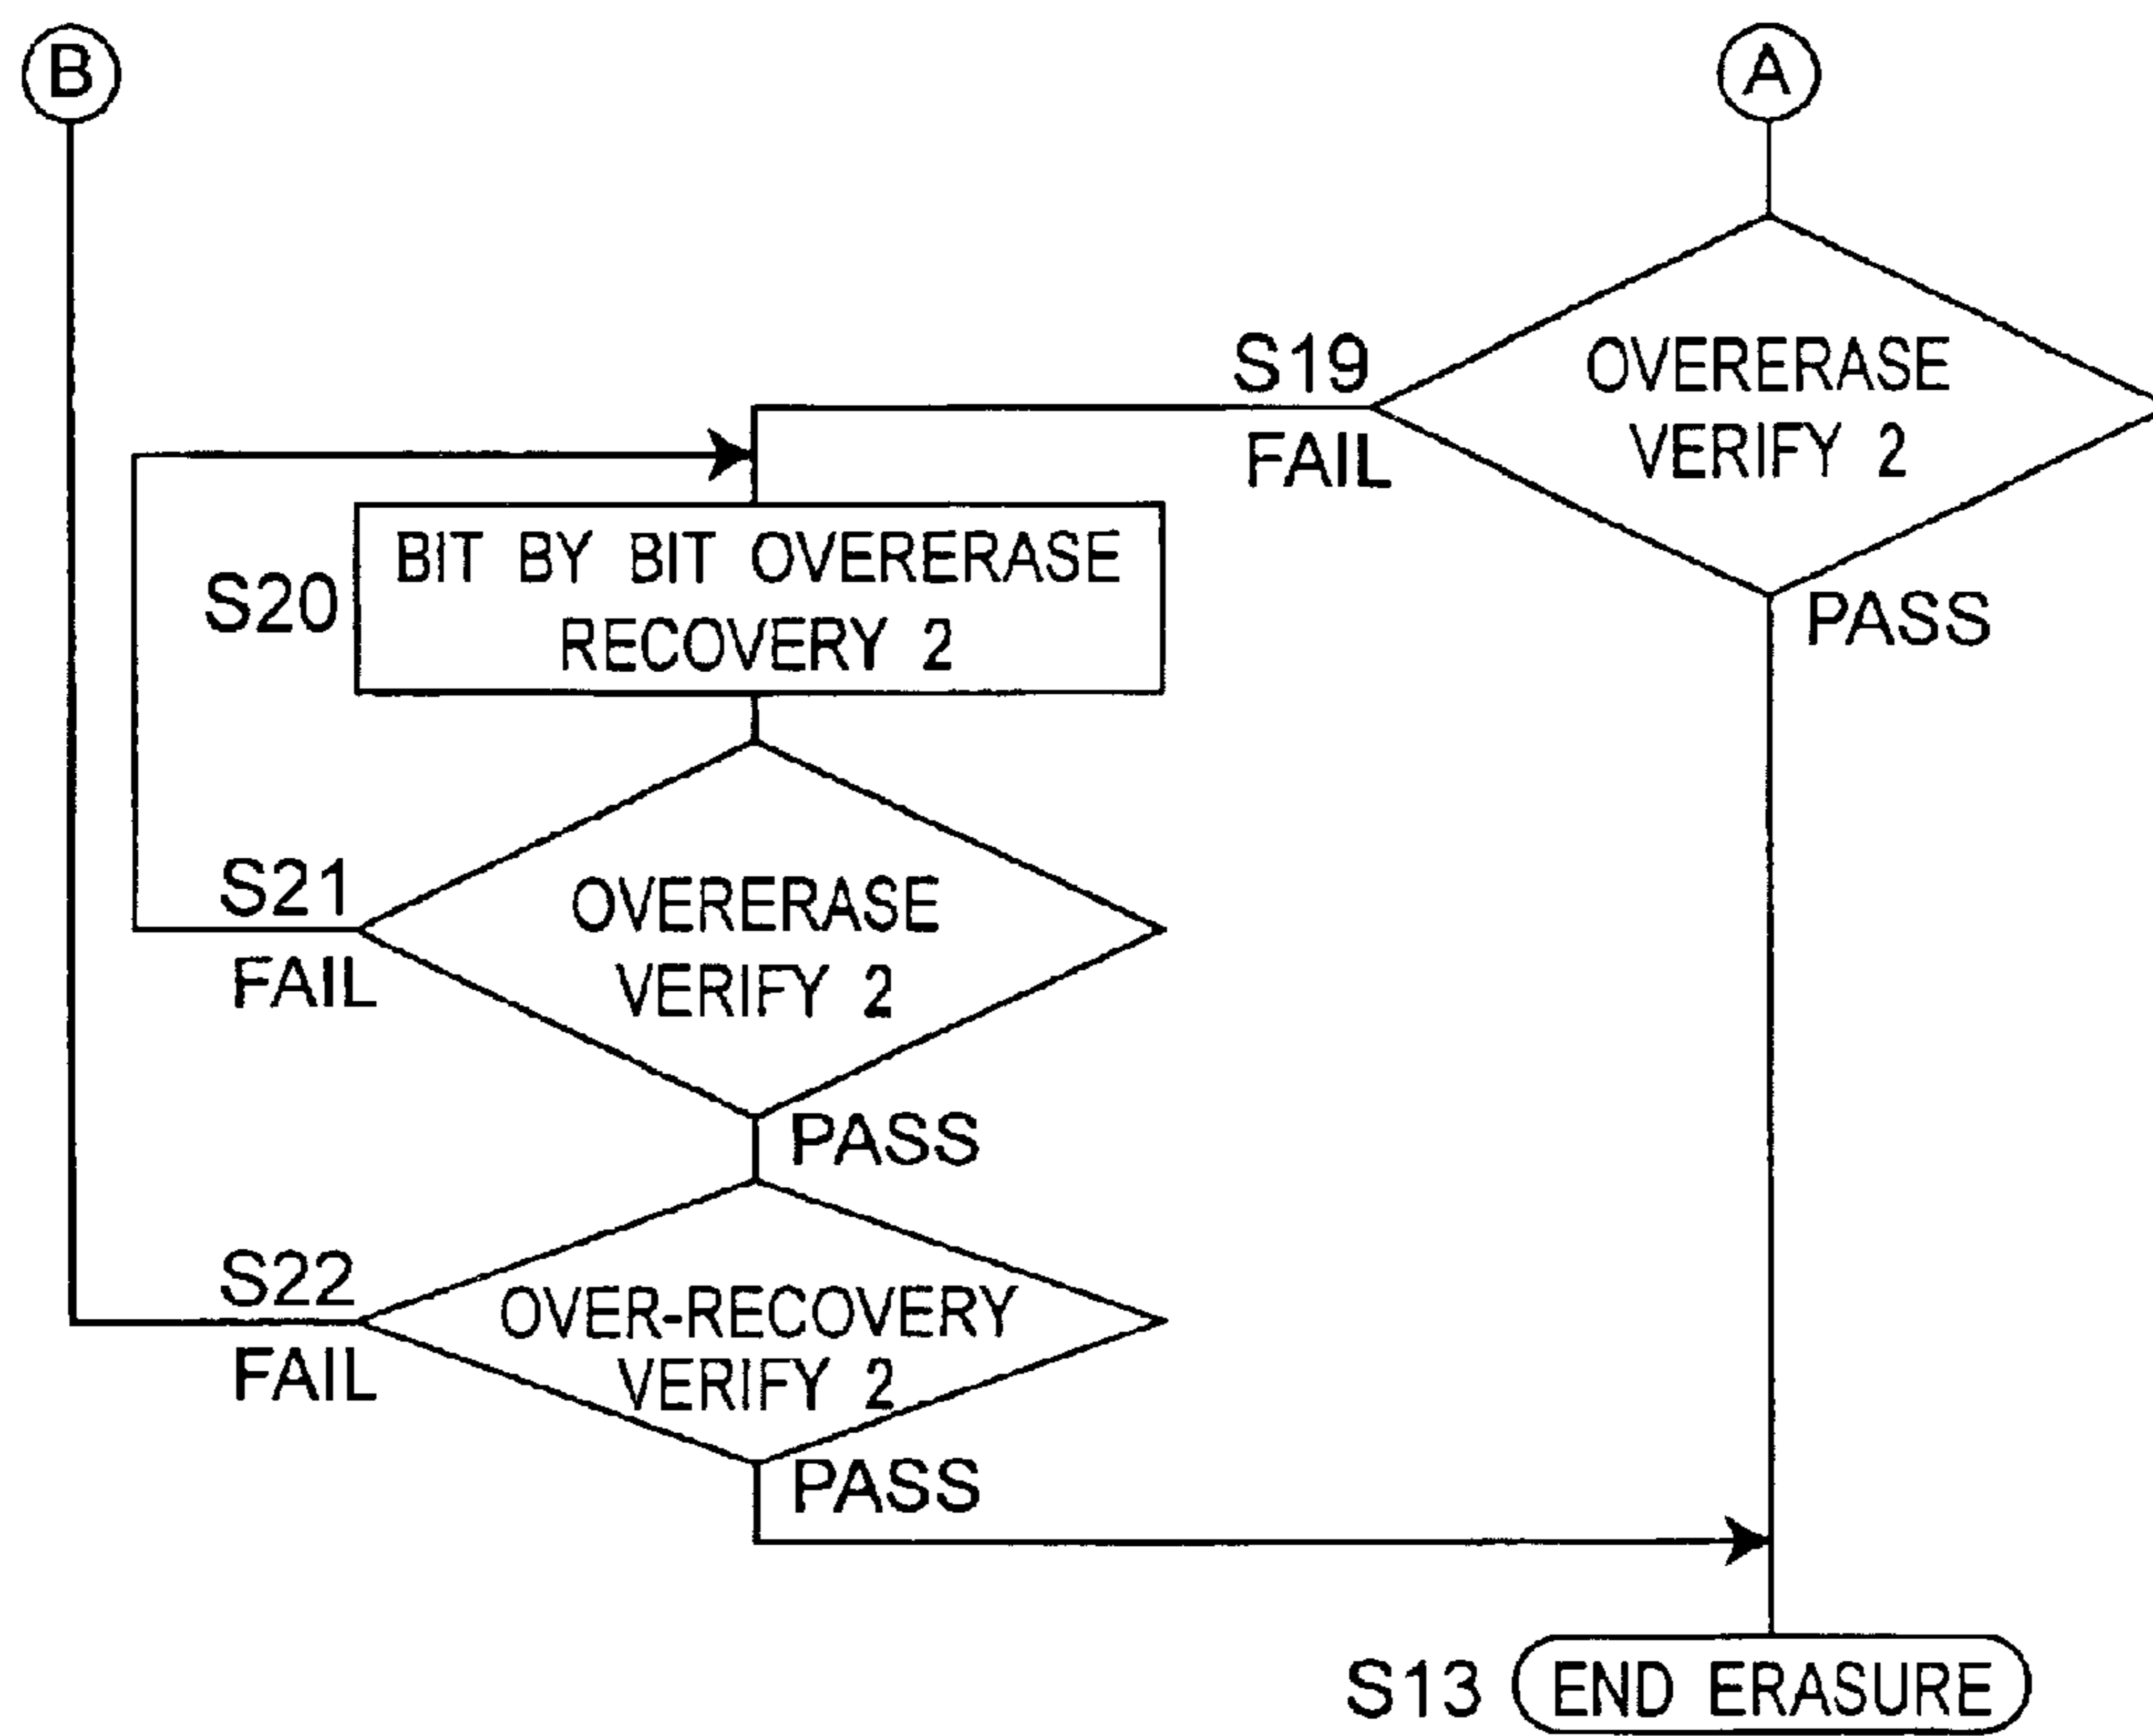 B
A
S19
OVERERASE
VERIFY 2
FAIL
PASS
S20
BIT BY BIT OVERERASE
RECOVERY 2
S21
OVERERASE
VERIFY 2
FAIL
PASS
S22
OVER-RECOVERY
VERIFY 2
FAIL
PASS
S13
END ERASURE